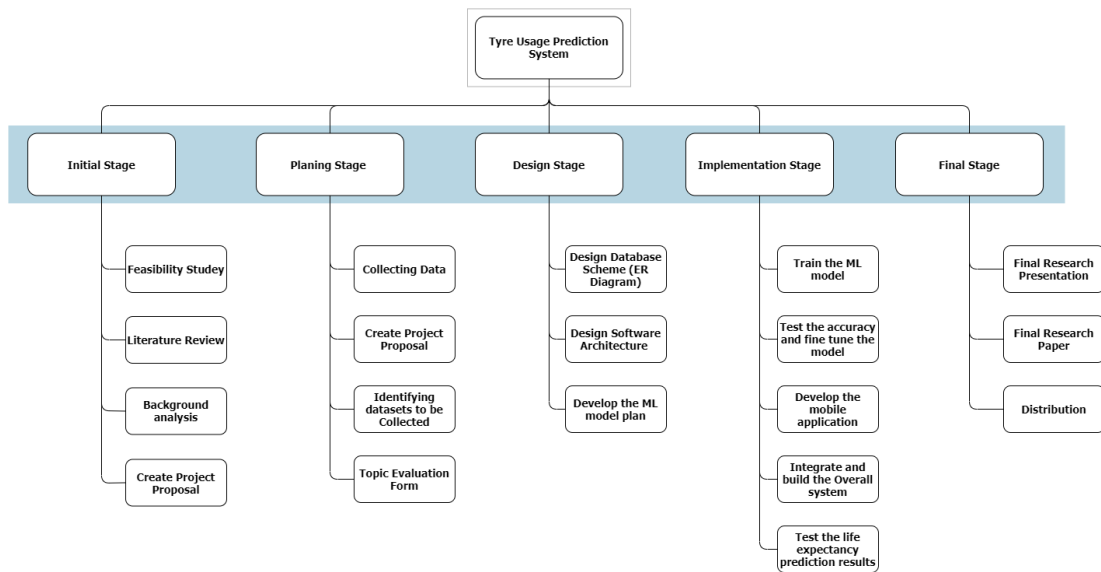 Tyre Usage Prediction
System
Initial Stage
Planing Stage
Design Stage
Implementation Stage
Final Stage
Feasibility Studey
Literature Review
Background
analysis
Create Project
Proposal
Collecting Data
Create Project
Proposal
Identifying
datasets to be
Collected
Topic Evaluation
Form
Design Database
Scheme (ER
Diagram)
Design Software
Architecture
Develop the ML
model plan
Train the ML
model
Test the accuracy
and fine tune the
model
Develop the
mobile
application
Integrate and
build the Overall
system
Test the life
expectancy
prediction results
Final Research
Presentation
Final Research
Paper
Distribution